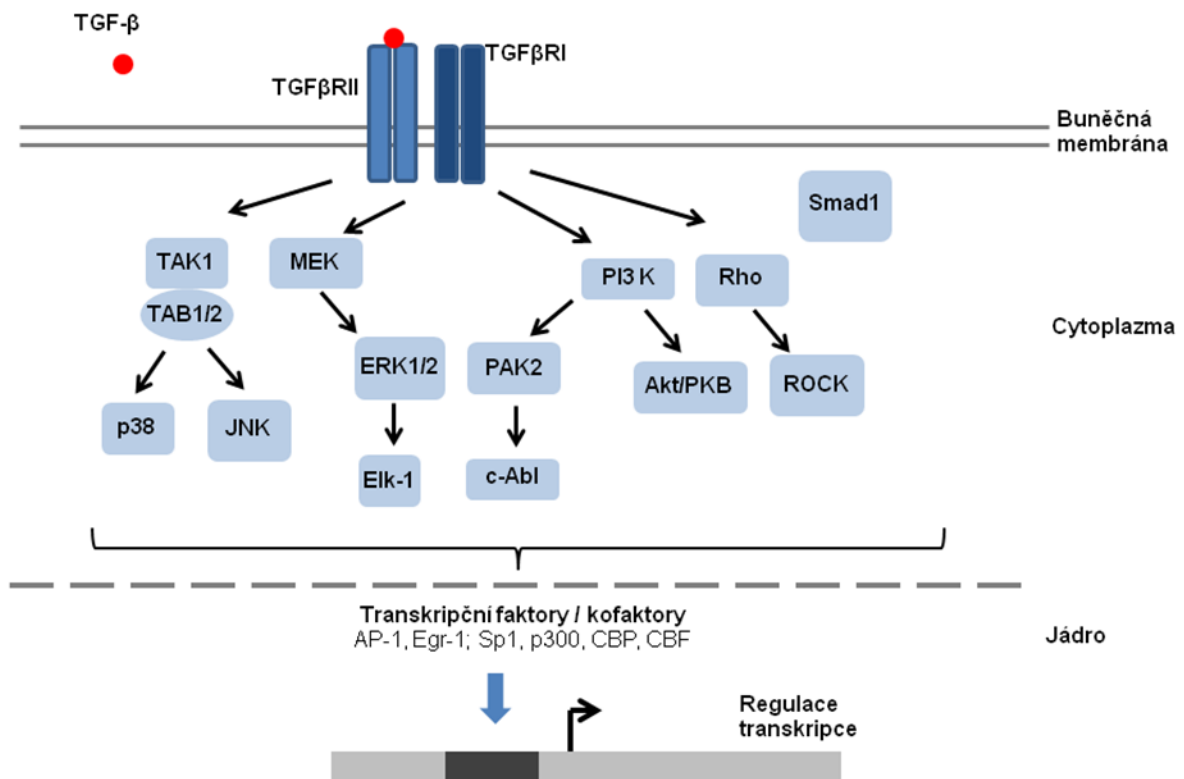 TGF-β
TGFβRI
TGFβRII
Buněčná
membrána
Smad1
TAK1
MEK
PI3 K
Rho
TAB1/2
Cytoplazma
ERK1/2
PAK2
Akt/PKB
ROCK
p38
JNK
Elk-1
c-Abl
Transkripční faktory / kofaktory
AP-1, Egr-1; Sp1, p300, CBP, CBF
Jádro
Regulace
transkripce